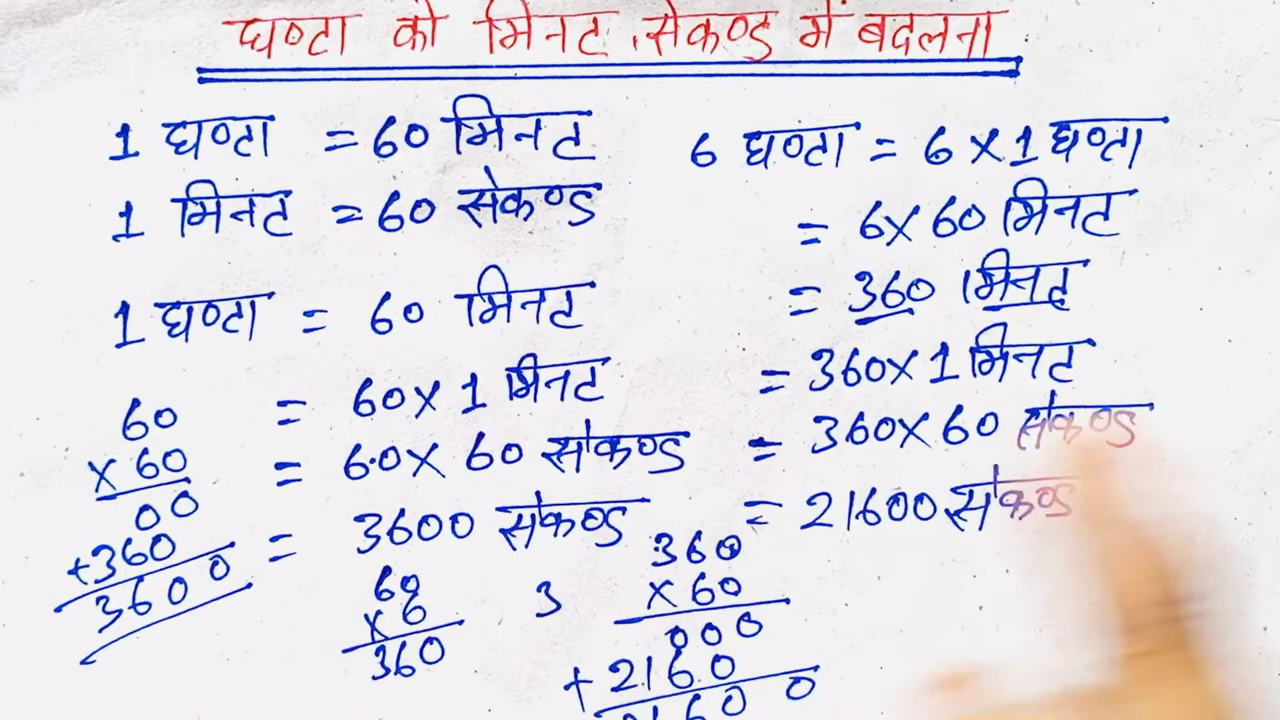 घण्टा को मिनट, सेकण्ड में बदलना
1 घण्टा = 60 मिनट
1 मिनट = 60 सेकण्ड
1 घण्टा = 60 मिनट
= 60 x 1 मिनट
= 60 x 60 सेकण्ड
= 3600 सेकण्ड
60
x 60
00
+360
3600
60
x 6
360
6 घण्टा = 6 x 1 घण्टा
= 6 x 60 मिनट
= 360 मिनट
= 360 x 1 मिनट
= 360 x 60 सेकण्ड
= 21600 सेकण्ड
3
360
x 60
000
+2160
21600